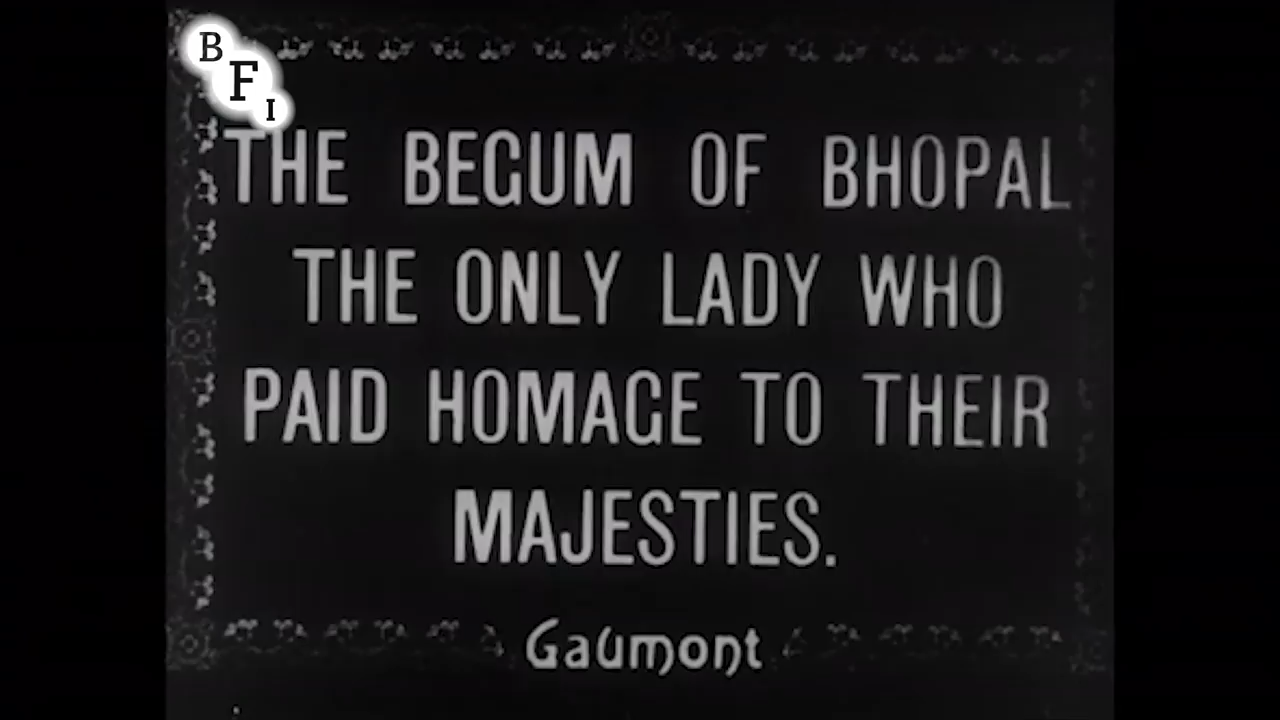 BFI
THE BEGUM OF BHOPAL
THE ONLY LADY WHO
PAID HOMAGE TO THEIR
MAJESTIES.
Gaumont